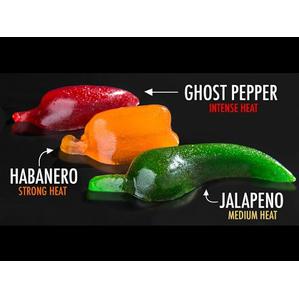 GHOST PEPPER
INTENSE HEAT
HABANERO
STRONG HEAT
JALAPENO
MEDIUM HEAT